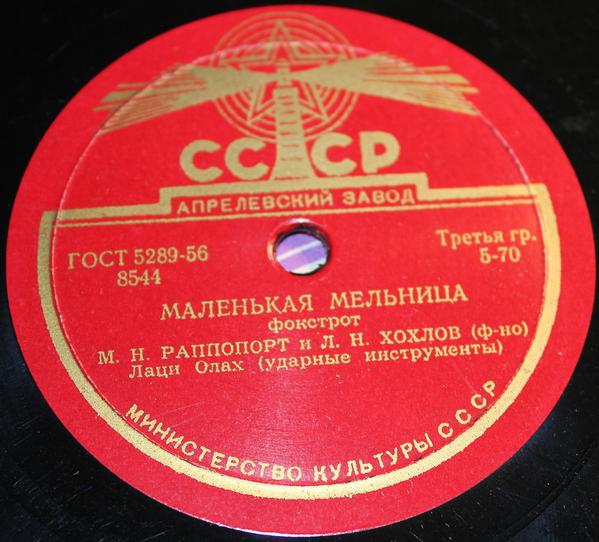 СССР
АПРЕЛЕВСКИЙ ЗАВОД
ГОСТ 5289-56
8544
Третья гр.
5-70
МАЛЕНЬКАЯ МЕЛЬНИЦА
фокстрот
М. Н. РАППОПОРТ и Л. Н. ХОХЛОВ (ф-но)
Лаци Олах (ударные инструменты)
МИНИСТЕРСТВО КУЛЬТУРЫ СССР